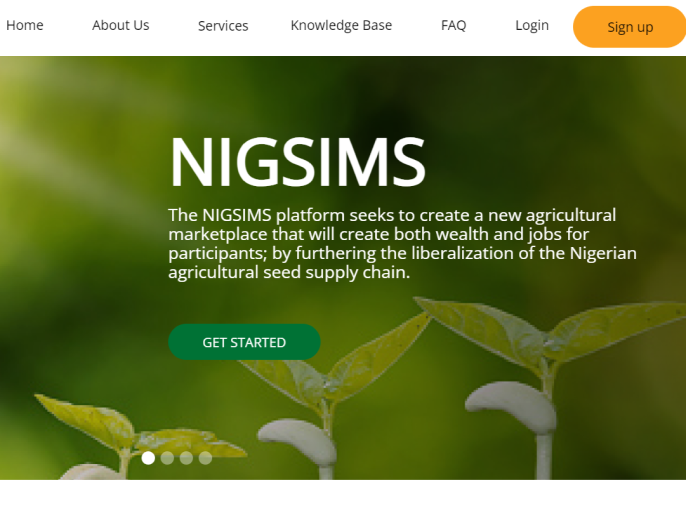 Home About Us Services Knowledge Base FAQ Login Sign up
NIGSIMS
The NIGSIMS platform seeks to create a new agricultural
marketplace that will create both wealth and jobs for
participants; by furthering the liberalization of the Nigerian
agricultural seed supply chain.
GET STARTED